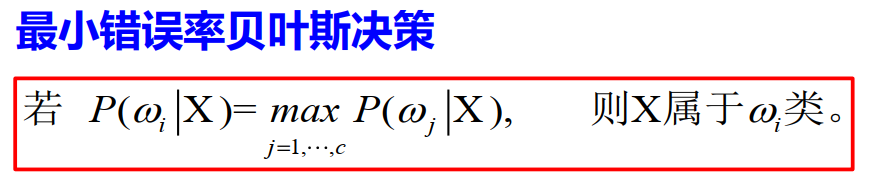 最小错误率贝叶斯决策
若 P(ωᵢ|X)= max P(ωⱼ|X), 则X属于ωᵢ类。
j=1,⋯,c